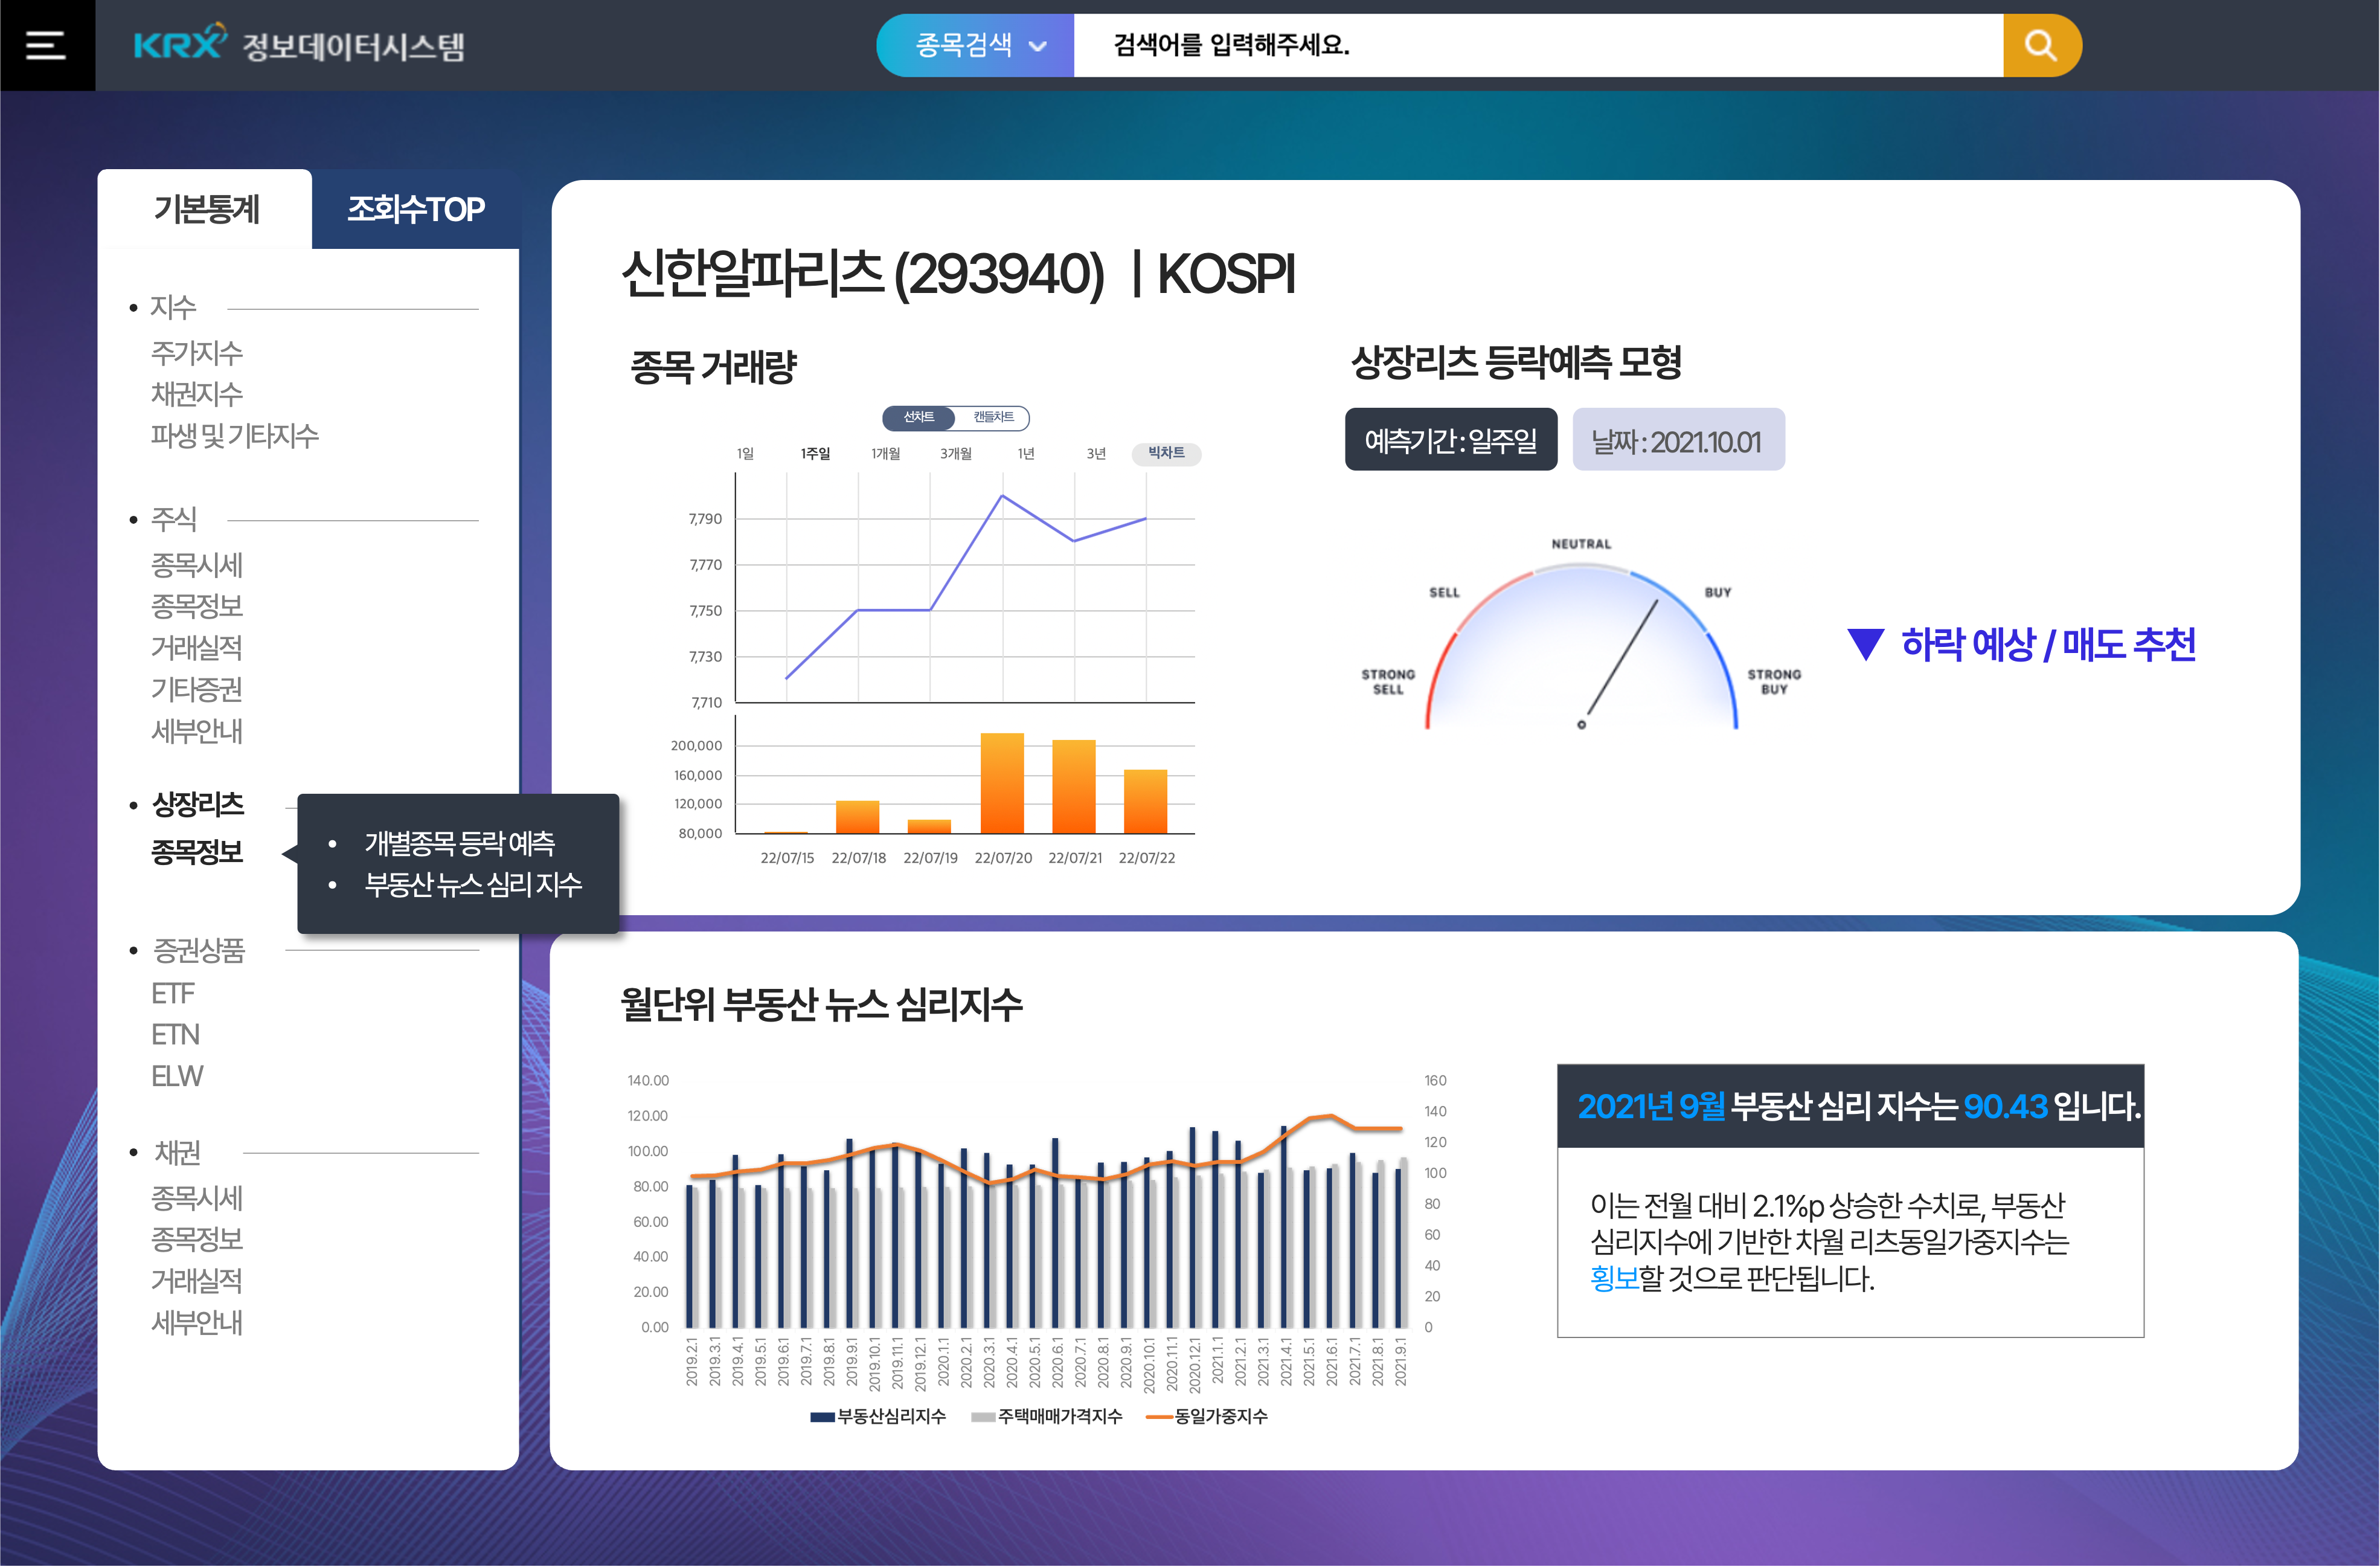 KRX 정보데이터시스템
종목검색
검색어를 입력해주세요.
기본통계
조회수TOP
• 지수
주가지수
채권지수
파생 및 기타지수
• 주식
종목시세
종목정보
거래실적
기타증권
세부안내
• 상장리츠
종목정보
• 개별종목 등락 예측
• 부동산 뉴스 심리 지수
• 증권상품
ETF
ETN
ELW
• 채권
종목시세
종목정보
거래실적
세부안내
신한알파리츠 (293940) | KOSPI
종목 거래량
선차트 캔들차트
1일 1주일 1개월 3개월 1년 3년 빅차트
7,790
7,770
7,750
7,730
7,710
200,000
160,000
120,000
80,000
22/07/15 22/07/18 22/07/19 22/07/20 22/07/21 22/07/22
상장리츠 등락예측 모형
예측기간 : 일주일
날짜 : 2021.10.01
NEUTRAL
SELL
BUY
STRONG
SELL
STRONG
BUY
▼ 하락 예상 / 매도 추천
월단위 부동산 뉴스 심리지수
140.00
120.00
100.00
80.00
60.00
40.00
20.00
0.00
160
140
120
100
80
60
40
20
0
2019.2.1
2019.3.1
2019.4.1
2019.5.1
2019.6.1
2019.7.1
2019.8.1
2019.9.1
2019.10.1
2019.11.1
2019.12.1
2020.1.1
2020.2.1
2020.3.1
2020.4.1
2020.5.1
2020.6.1
2020.7.1
2020.8.1
2020.9.1
2020.10.1
2020.11.1
2020.12.1
2021.1.1
2021.2.1
2021.3.1
2021.4.1
2021.5.1
2021.6.1
2021.7.1
2021.8.1
2021.9.1
부동산심리지수 주택매매가격지수 동일가중지수
2021년 9월 부동산 심리 지수는 90.43 입니다.
이는 전월 대비 2.1%p 상승한 수치로, 부동산
심리지수에 기반한 차월 리츠동일가중지수는
횡보할 것으로 판단됩니다.